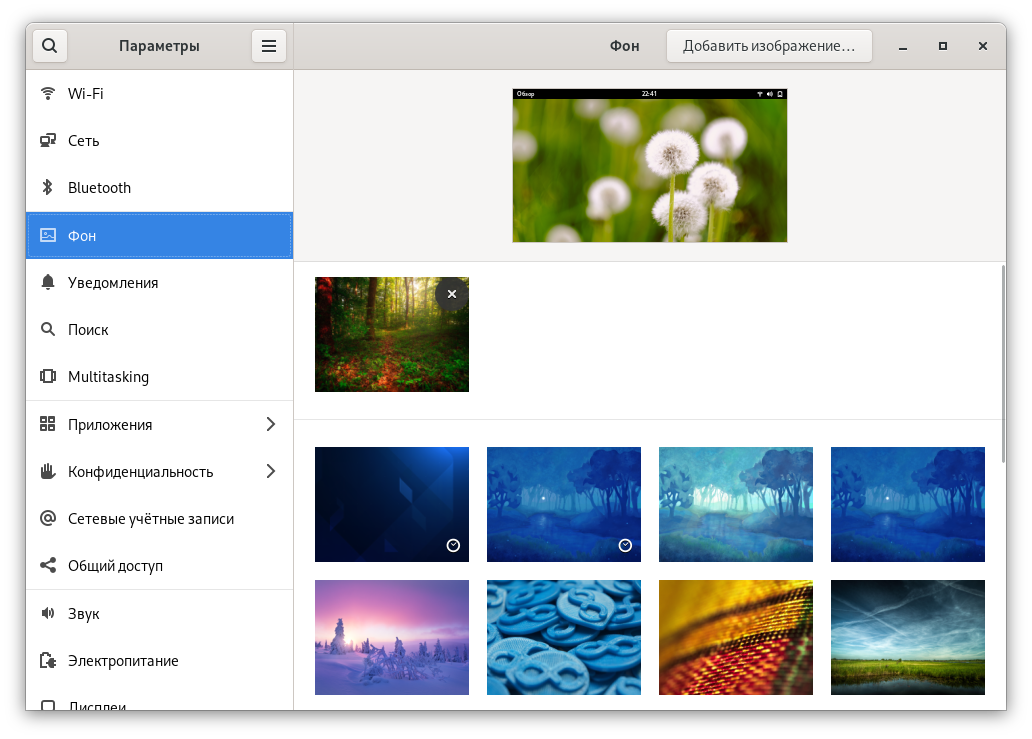 Параметры
Фон
Добавить изображение…
Wi-Fi
Сеть
Bluetooth
Фон
Уведомления
Поиск
Multitasking
Приложения
Конфиденциальность
Сетевые учётные записи
Общий доступ
Звук
Электропитание
Дисплеи
Обзор
22:41